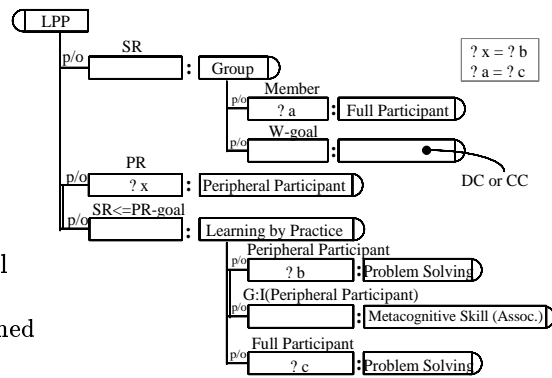 LPP
SR
p/o : Group
? x = ? b
? a = ? c
Member
p/o ? a : Full Participant
W-goal
p/o :
DC or CC
PR
p/o ? x : Peripheral Participant
SR<=PR-goal
p/o : Learning by Practice
Peripheral Participant
p/o ? b : Problem Solving
G:I(Peripheral Participant)
p/o : Metacognitive Skill (Assoc.)
Full Participant
p/o ? c : Problem Solving
l
ned